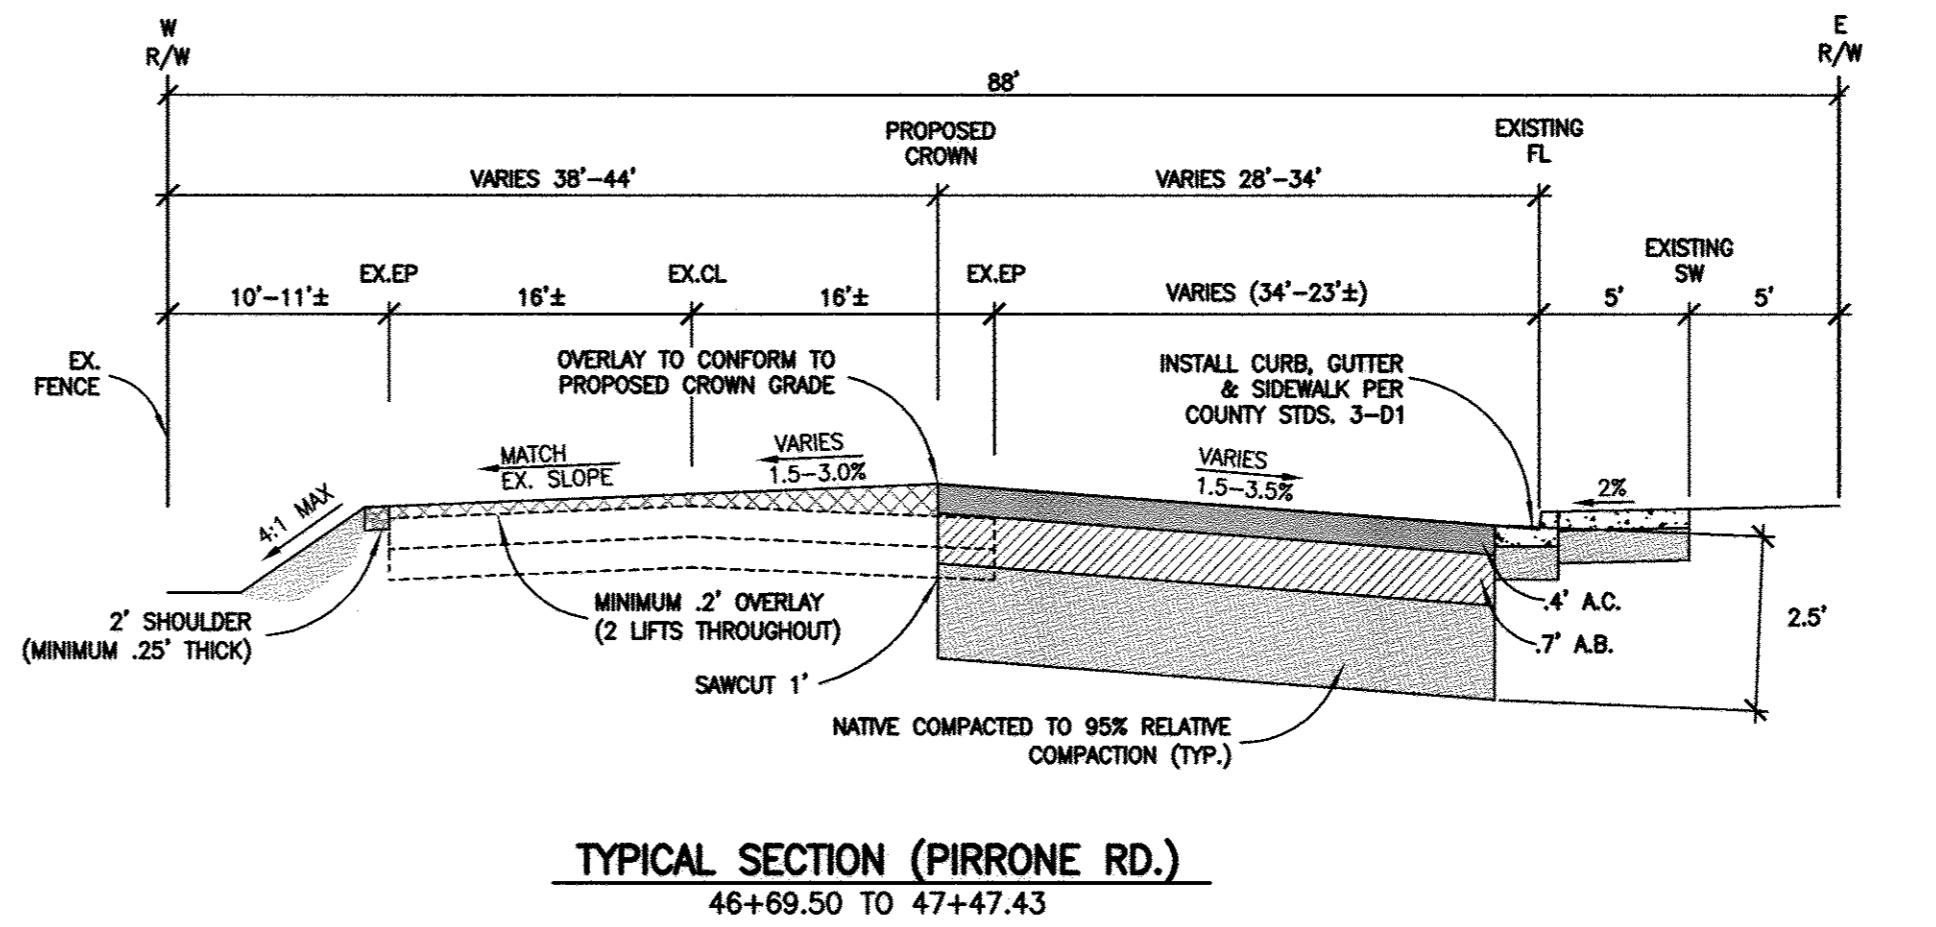 W
R/W
E
R/W
88'
PROPOSED
CROWN
EXISTING
FL
VARIES 38'-44'
VARIES 28'-34'
EXISTING
SW
EX.EP
EX.CL
EX.EP
10'-11'±
16'±
16'±
VARIES (34'-23'±)
5'
5'
EX.
FENCE
OVERLAY TO CONFORM TO
PROPOSED CROWN GRADE
INSTALL CURB, GUTTER
& SIDEWALK PER
COUNTY STDS. 3-D1
MATCH
EX. SLOPE
VARIES
1.5-3.0%
VARIES
1.5-3.5%
2%
4:1 MAX
2' SHOULDER
(MINIMUM .25' THICK)
MINIMUM .2' OVERLAY
(2 LIFTS THROUGHOUT)
.4' A.C.
.7' A.B.
2.5'
SAWCUT 1'
NATIVE COMPACTED TO 95% RELATIVE
COMPACTION (TYP.)
TYPICAL SECTION (PIRRONE RD.)
46+69.50 TO 47+47.43